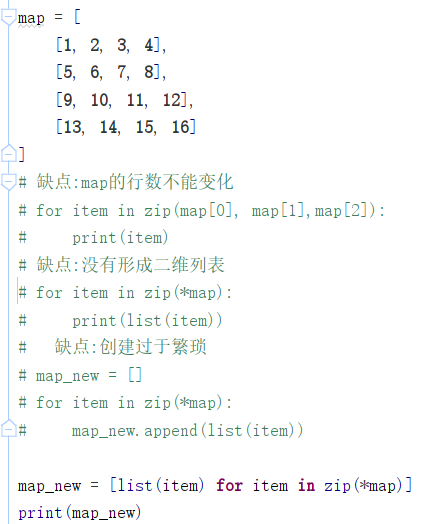 map = [
    [1, 2, 3, 4],
    [5, 6, 7, 8],
    [9, 10, 11, 12],
    [13, 14, 15, 16]
]
# 缺点:map的行数不能变化
# for item in zip(map[0], map[1],map[2]):
#     print(item)
# 缺点:没有形成二维列表
# for item in zip(*map):
#     print(list(item))
#   缺点:创建过于繁琐
# map_new = []
# for item in zip(*map):
#     map_new.append(list(item))
map_new = [list(item) for item in zip(*map)]
print(map_new)